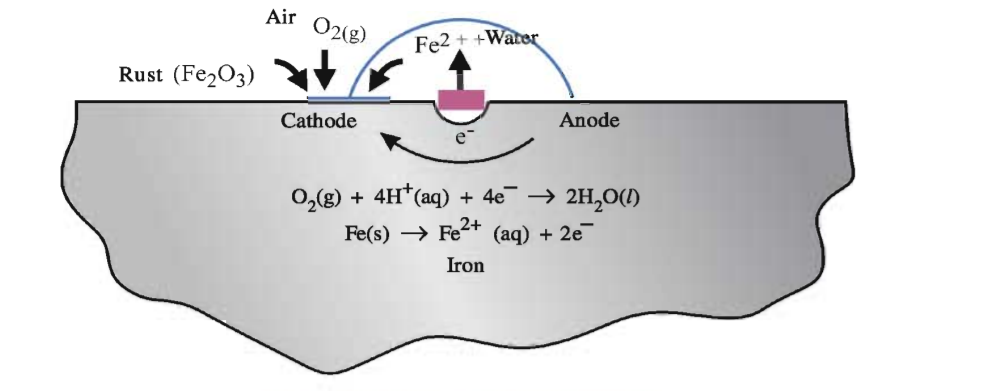 Air O₂(g)
Fe²⁺ + +Water
Rust (Fe₂O₃)
Cathode
Anode
e⁻
O₂(g) + 4H⁺(aq) + 4e⁻ → 2H₂O(l)
Fe(s) → Fe²⁺ (aq) + 2e⁻
Iron